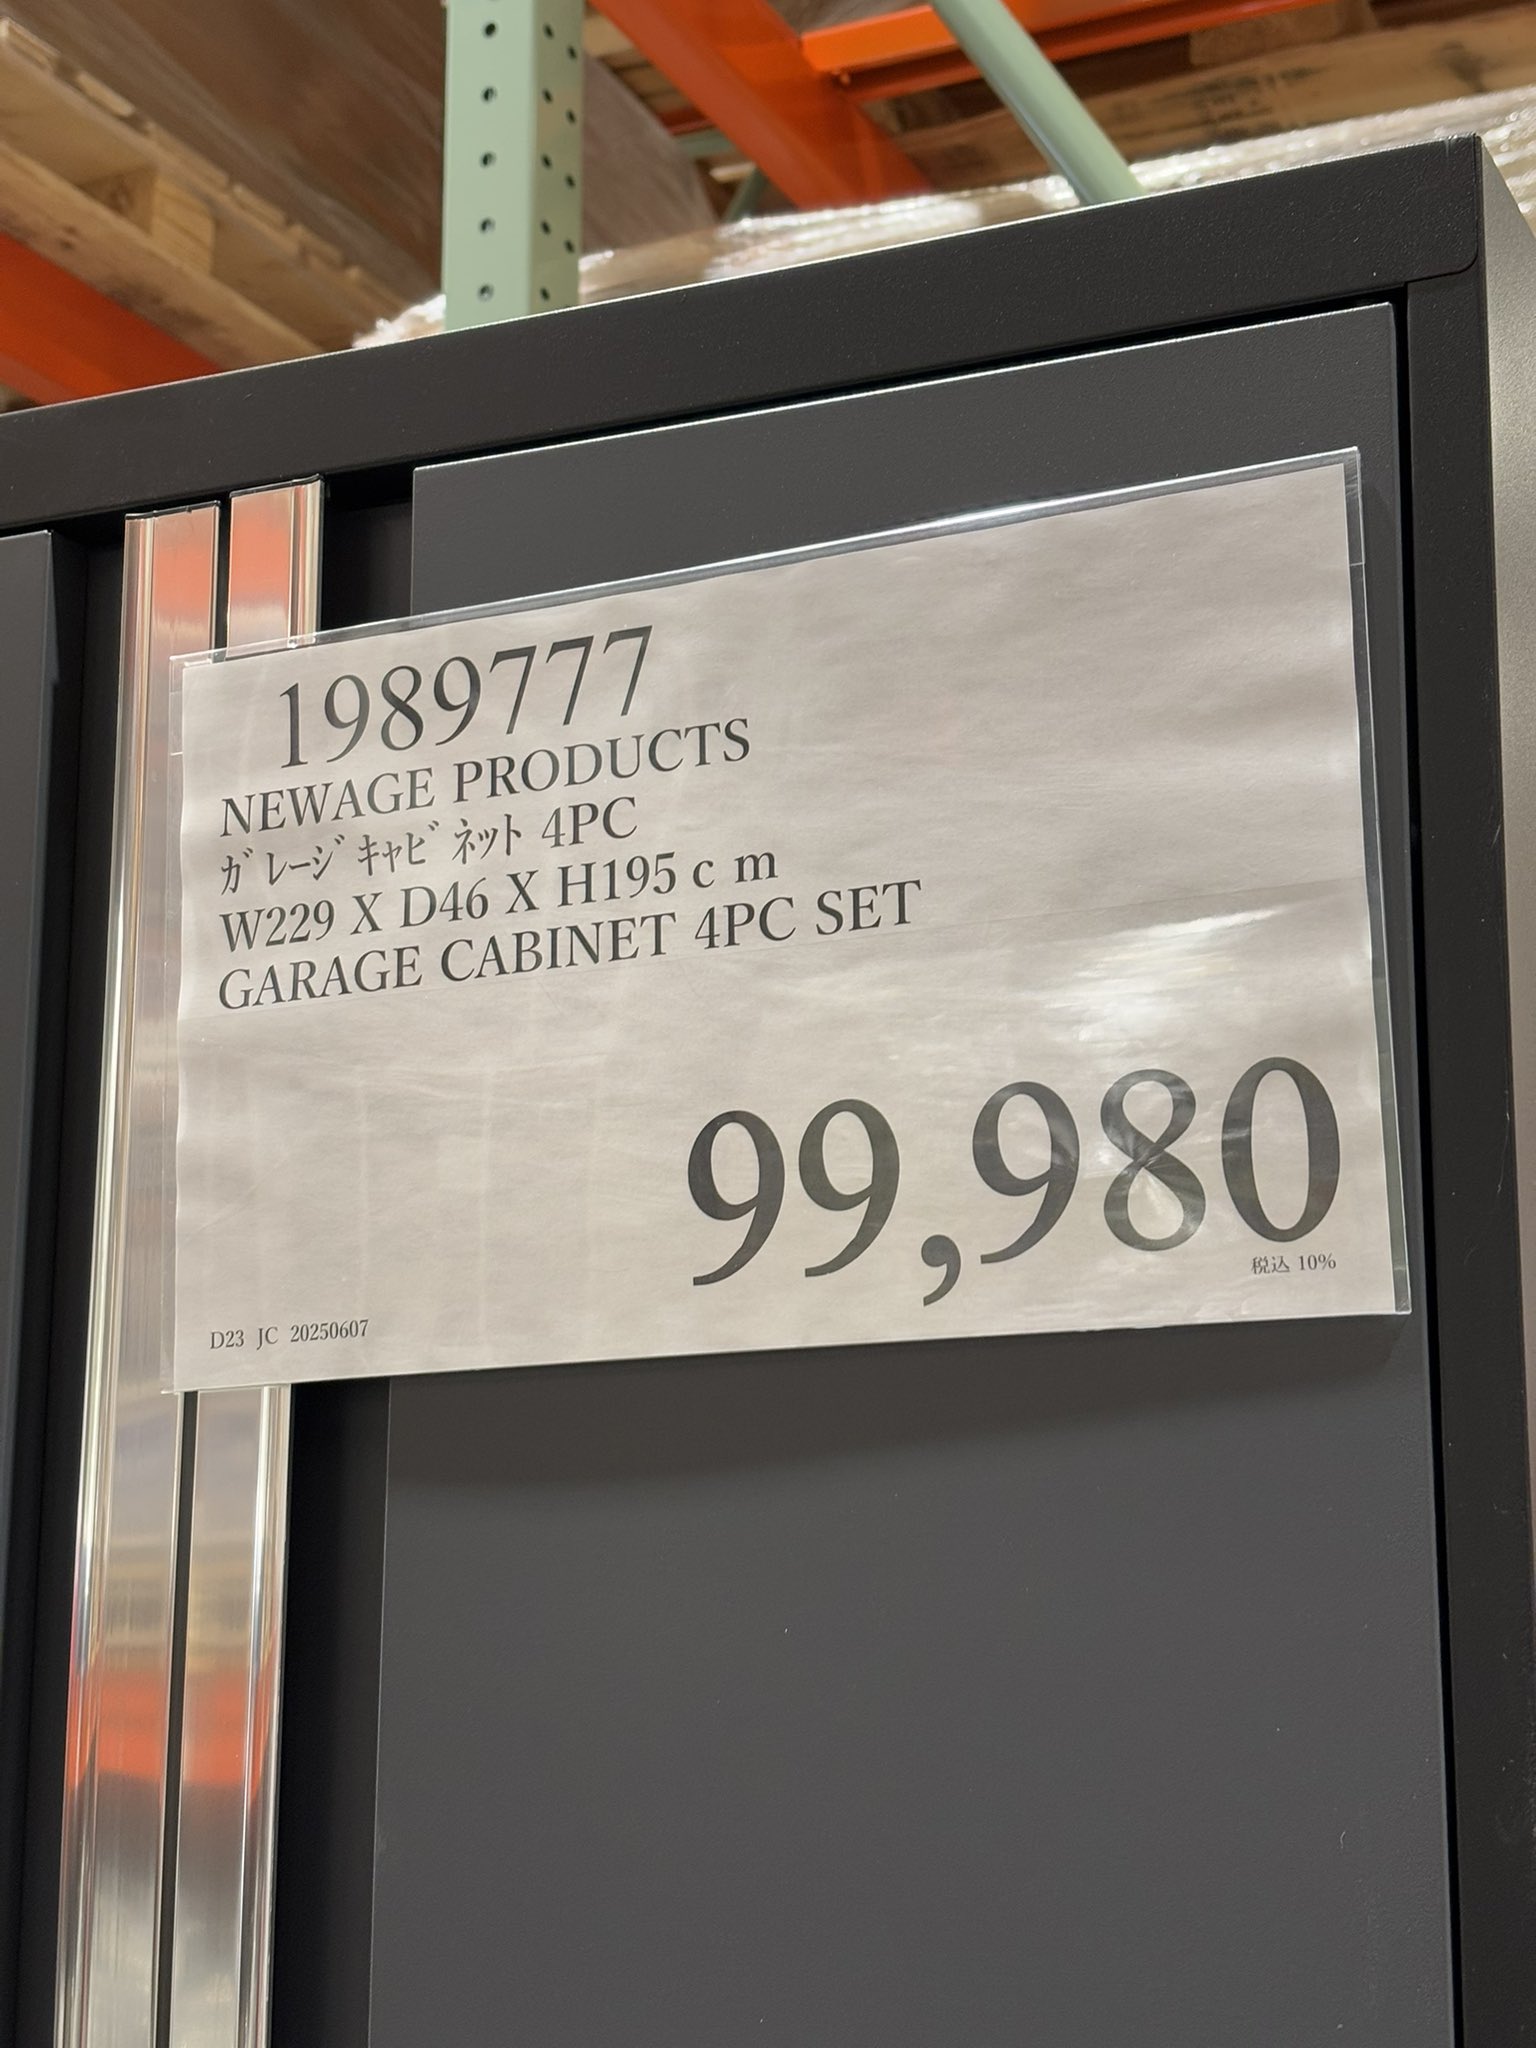 1989777
NEWAGE PRODUCTS
ｶﾞﾚｰｼﾞｷｬﾋﾞﾈｯﾄ 4PC
W229 X D46 X H195ｃｍ
GARAGE CABINET 4PC SET
99,980
税込 10%
D23 JC 20250607